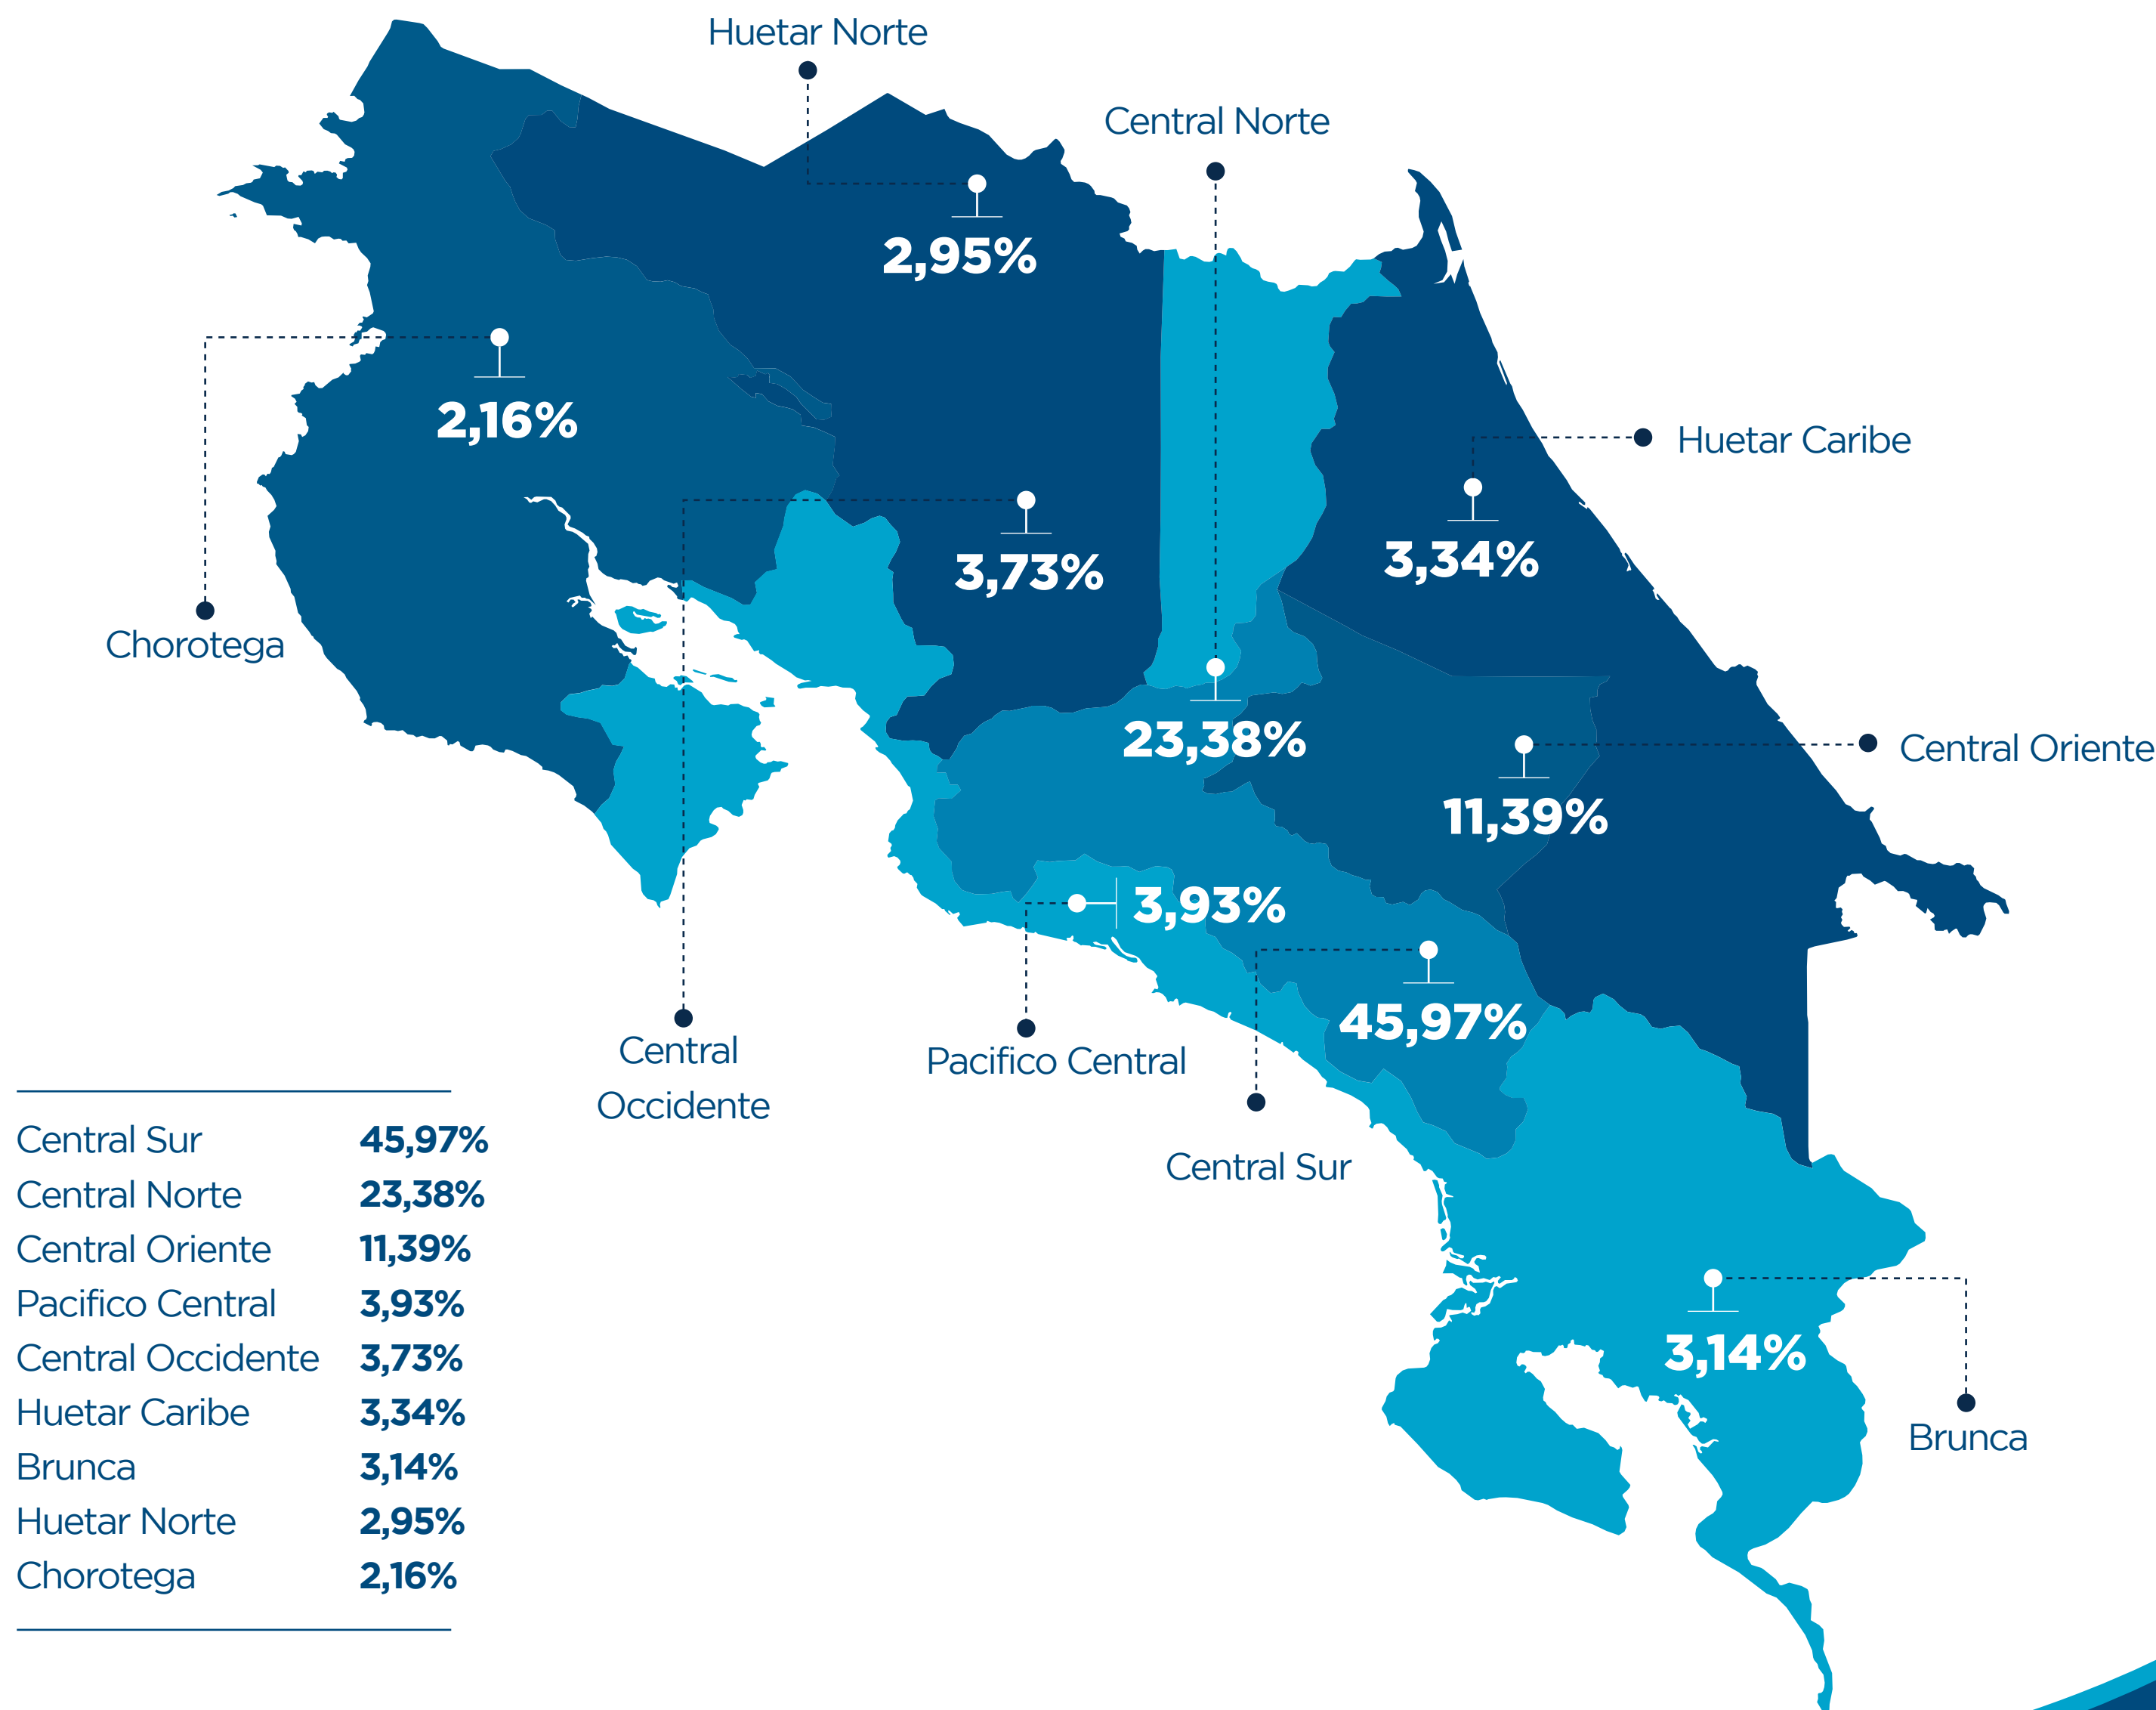 Huetar Norte
Central Norte
2,95%
2,16%
Huetar Caribe
3,73%
3,34%
Chorotega
23,38%
Central Oriente
11,39%
3,93%
45,97%
Central
Occidente
Pacifico Central
Central Sur
3,14%
Brunca
Central Sur 45,97%
Central Norte 23,38%
Central Oriente 11,39%
Pacifico Central 3,93%
Central Occidente 3,73%
Huetar Caribe 3,34%
Brunca 3,14%
Huetar Norte 2,95%
Chorotega 2,16%